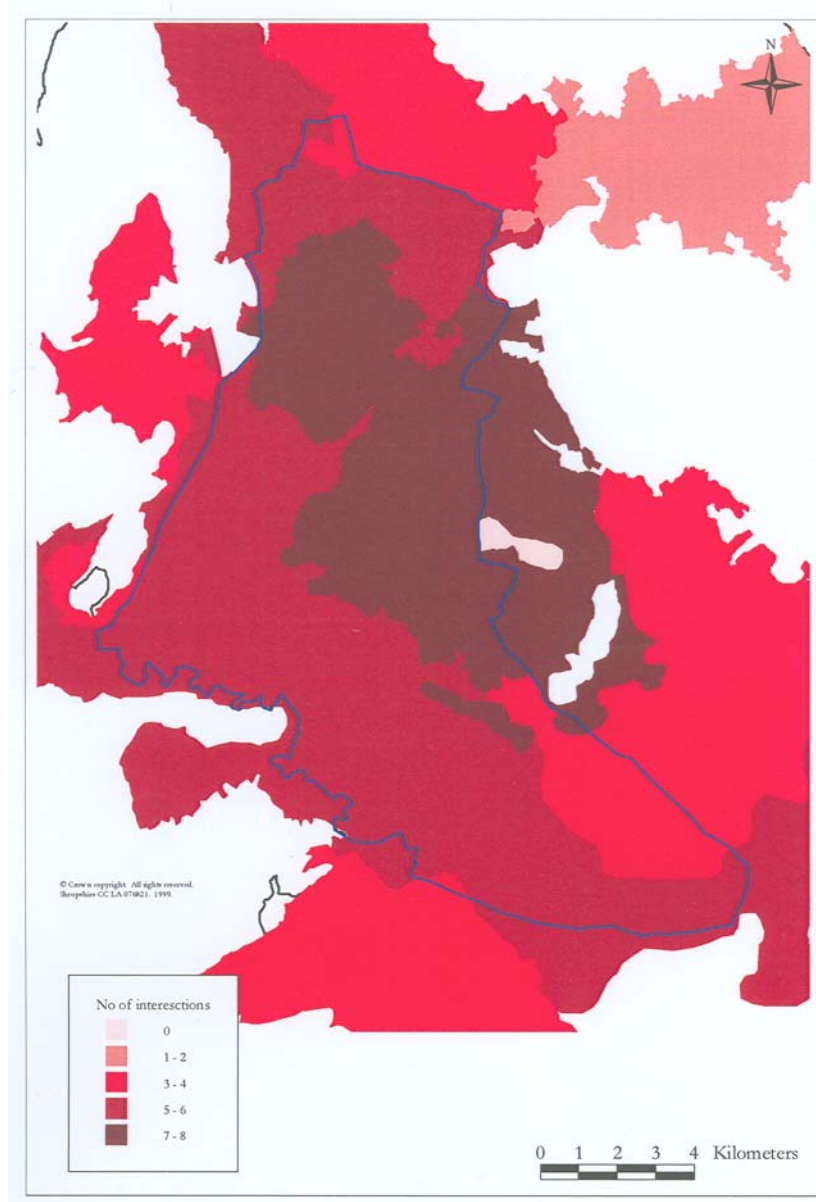 N
© Crown copyright. All rights reserved.
Shropshire CC LA 076821. 1999.
No of interesctions
0
1 - 2
3 - 4
5 - 6
7 - 8
0 1 2 3 4 Kilometers